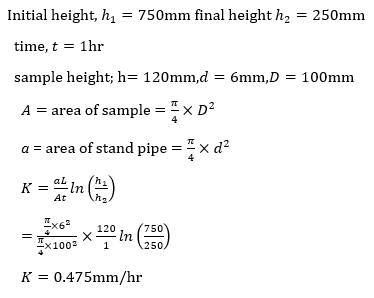 Initial height, h₁ = 750mm final height h₂ = 250mm
time, t = 1hr
sample height; h= 120mm,d = 6mm,D = 100mm
A = area of sample = π/4 × D²
a = area of stand pipe = π/4 × d²
K = aL/At ln (h₁/h₂)
= (π/4×6²)/(π/4×100²) × 120/1 ln (750/250)
K = 0.475mm/hr